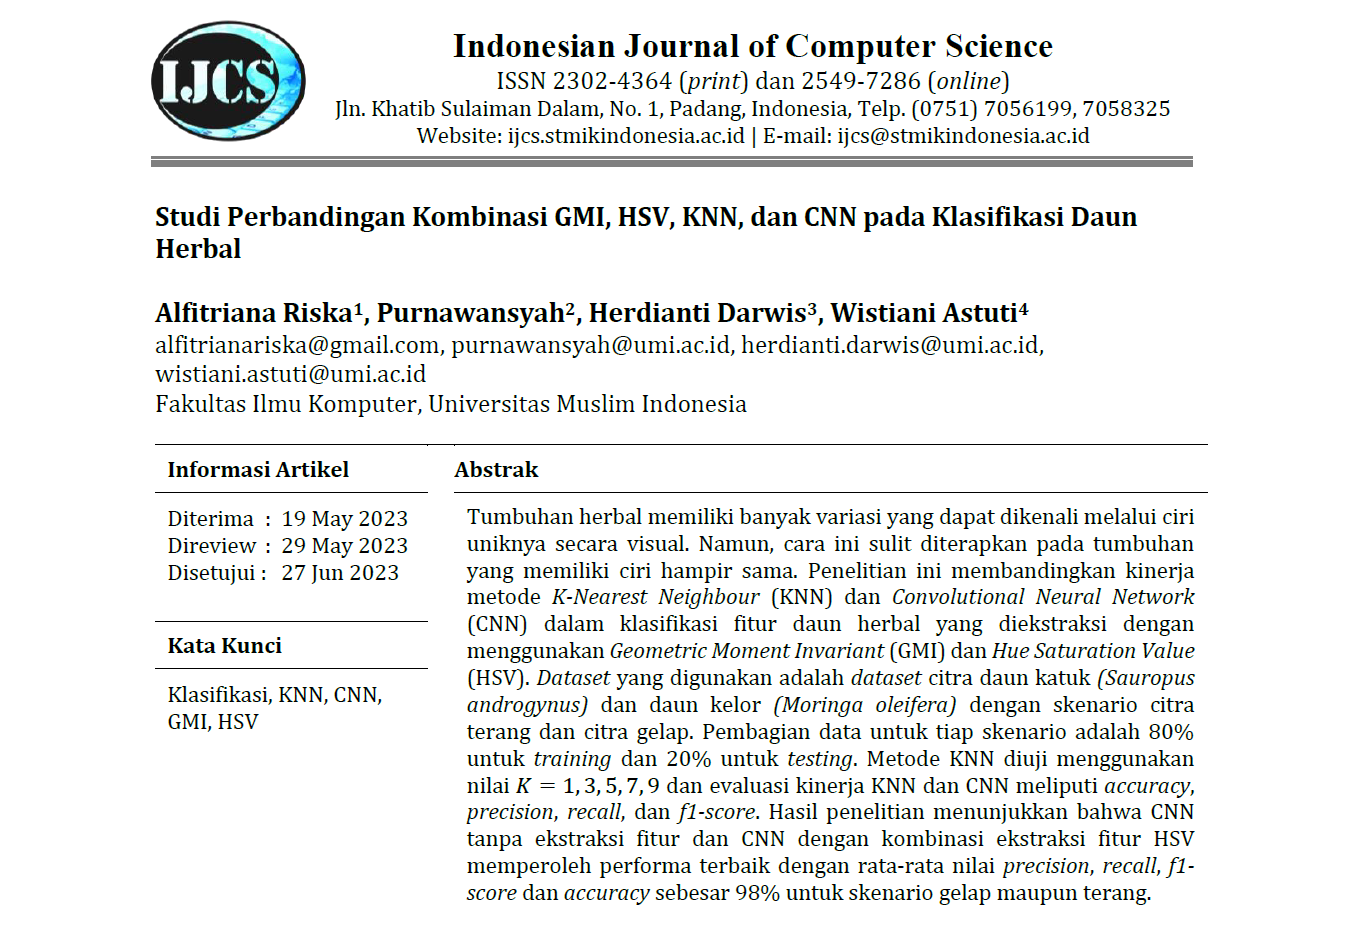 IJCS
Indonesian Journal of Computer Science
ISSN 2302-4364 (print) dan 2549-7286 (online)
Jln. Khatib Sulaiman Dalam, No. 1, Padang, Indonesia, Telp. (0751) 7056199, 7058325
Website: ijcs.stmikindonesia.ac.id | E-mail: ijcs@stmikindonesia.ac.id
Studi Perbandingan Kombinasi GMI, HSV, KNN, dan CNN pada Klasifikasi Daun
Herbal
Alfitriana Riska¹, Purnawansyah², Herdianti Darwis³, Wistiani Astuti⁴
alfitrianariska@gmail.com, purnawansyah@umi.ac.id, herdianti.darwis@umi.ac.id,
wistiani.astuti@umi.ac.id
Fakultas Ilmu Komputer, Universitas Muslim Indonesia
Informasi Artikel
Diterima : 19 May 2023
Direview : 29 May 2023
Disetujui : 27 Jun 2023
Kata Kunci
Klasifikasi, KNN, CNN,
GMI, HSV
Abstrak
Tumbuhan herbal memiliki banyak variasi yang dapat dikenali melalui ciri
uniknya secara visual. Namun, cara ini sulit diterapkan pada tumbuhan
yang memiliki ciri hampir sama. Penelitian ini membandingkan kinerja
metode K-Nearest Neighbour (KNN) dan Convolutional Neural Network
(CNN) dalam klasifikasi fitur daun herbal yang diekstraksi dengan
menggunakan Geometric Moment Invariant (GMI) dan Hue Saturation Value
(HSV). Dataset yang digunakan adalah dataset citra daun katuk (Sauropus
androgynus) dan daun kelor (Moringa oleifera) dengan skenario citra
terang dan citra gelap. Pembagian data untuk tiap skenario adalah 80%
untuk training dan 20% untuk testing. Metode KNN diuji menggunakan
nilai K = 1, 3, 5, 7, 9 dan evaluasi kinerja KNN dan CNN meliputi accuracy,
precision, recall, dan f1-score. Hasil penelitian menunjukkan bahwa CNN
tanpa ekstraksi fitur dan CNN dengan kombinasi ekstraksi fitur HSV
memperoleh performa terbaik dengan rata-rata nilai precision, recall, f1-
score dan accuracy sebesar 98% untuk skenario gelap maupun terang.